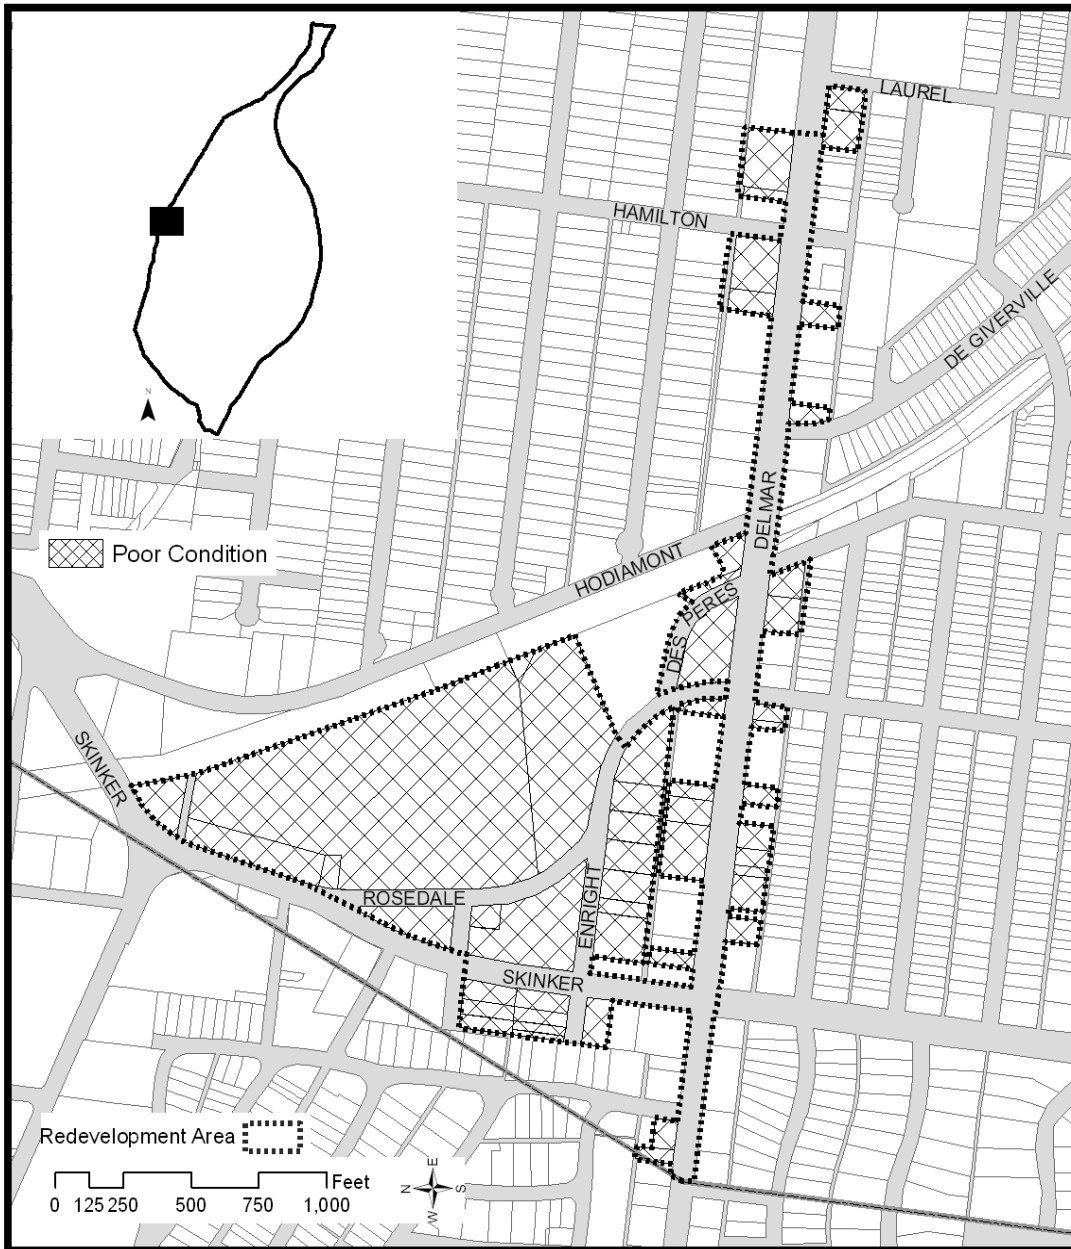 LAUREL
HAMILTON
DE GIVERVILLE
N
DELMAR
Poor Condition
HODIAMONT
DES PERES
SKINKER
ROSEDALE
ENRIGHT
SKINKER
Redevelopment Area
Feet
0 125 250 500 750 1,000
E
N S
W